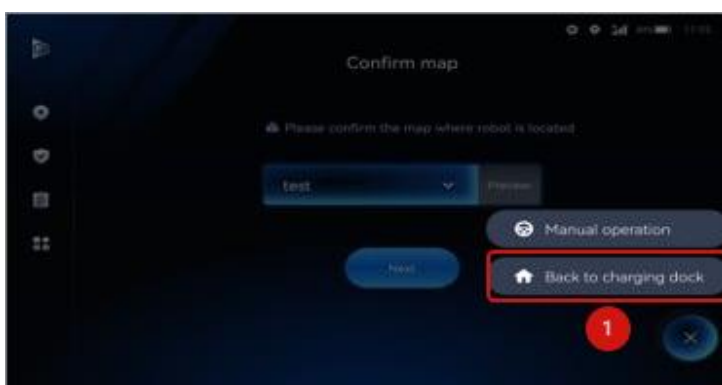 Confirm map
Please confirm the map where robot is located
test
Preview
Manual operation
Next
Back to charging dock
1